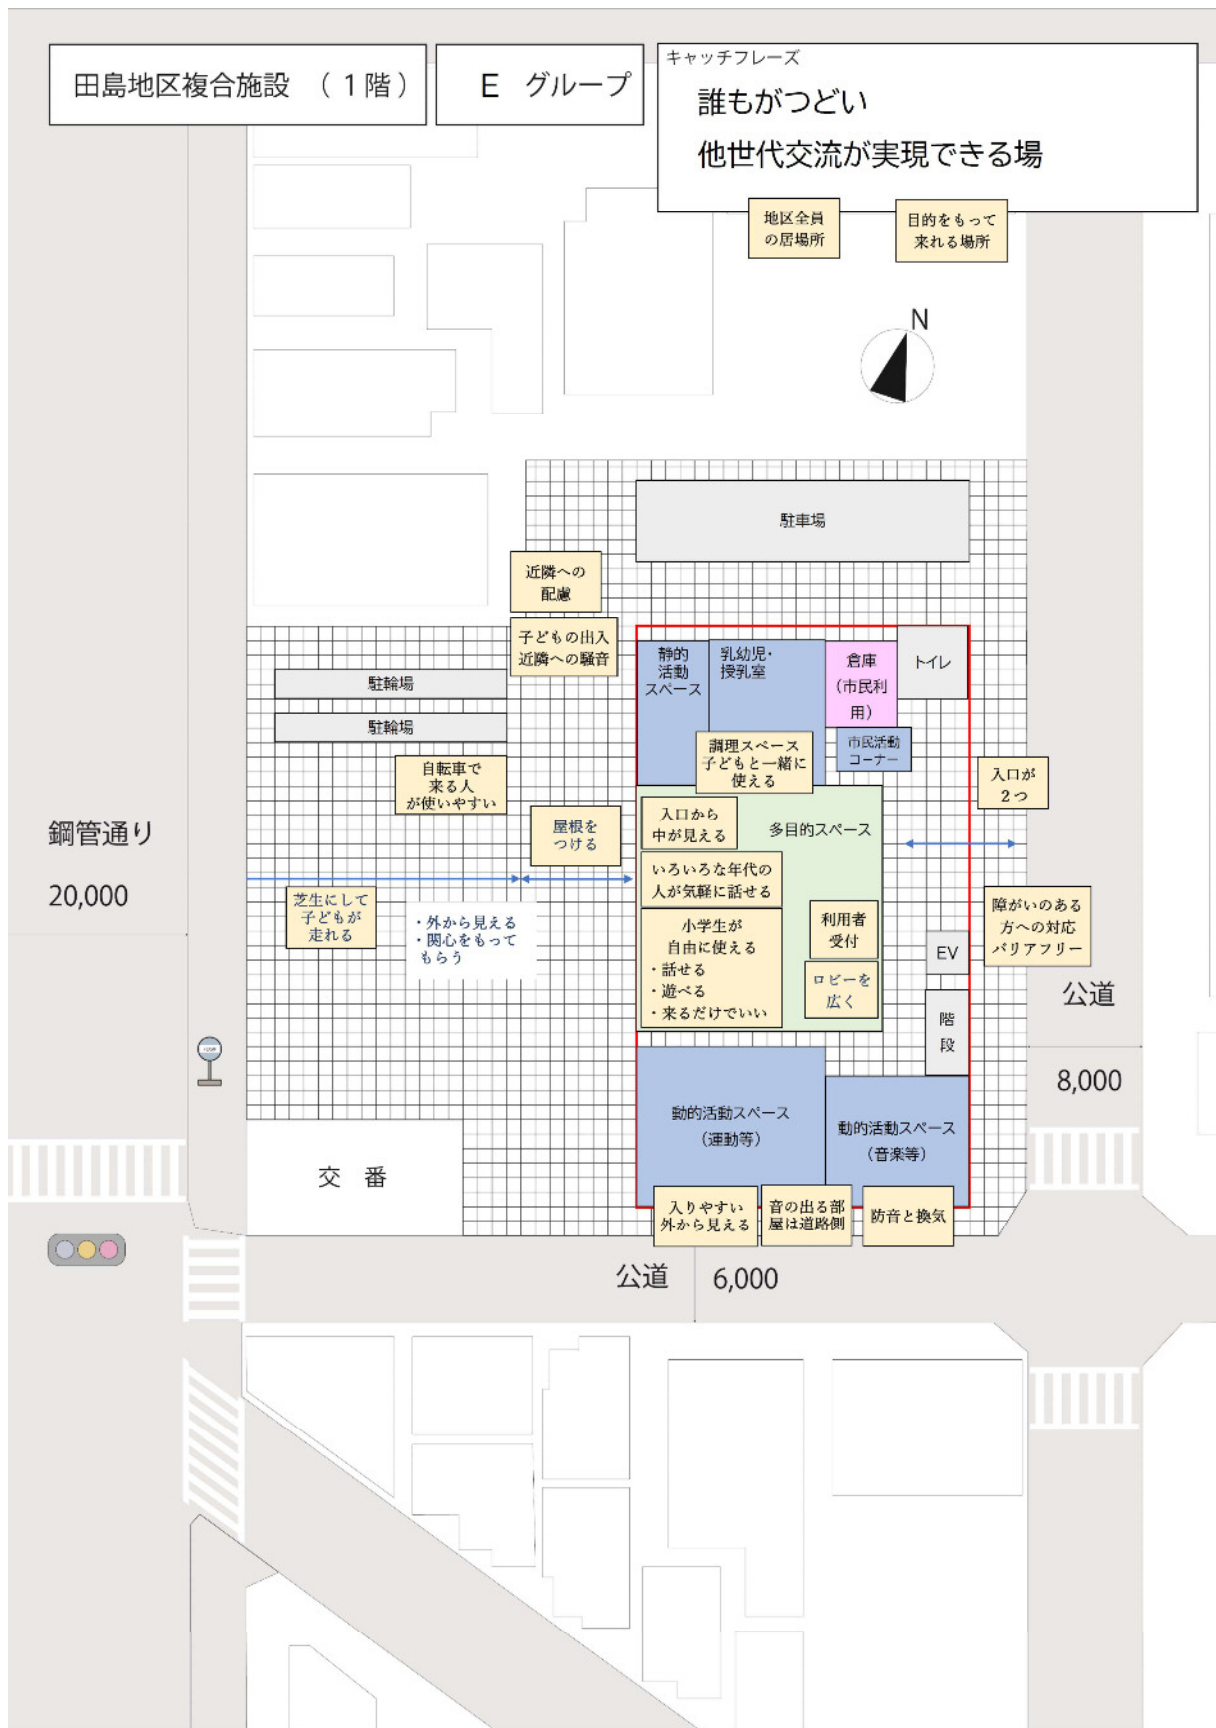 田島地区複合施設 （１階）
E グループ
キャッチフレーズ
誰もがつどい
他世代交流が実現できる場
地区全員
の居場所
目的をもって
来れる場所
N
駐車場
近隣への
配慮
子どもの出入
近隣への騒音
静的
活動
スペース
乳幼児・
授乳室
倉庫
（市民利
用）
トイレ
駐輪場
駐輪場
市民活動
コーナー
調理スペース
子どもと一緒に
使える
自転車で
来る人
が使いやすい
入口が
２つ
入口から
中が見える
多目的スペース
屋根を
つける
鋼管通り
20,000
いろいろな年代の
人が気軽に話せる
芝生にして
子どもが
走れる
・外から見える
・関心をもって
もらう
小学生が
自由に使える
・話せる
・遊べる
・来るだけでいい
利用者
受付
ロビーを
広く
障がいのある
方への対応
バリアフリー
EV
階
段
公道
8,000
動的活動スペース
（運動等）
動的活動スペース
（音楽等）
交 番
入りやすい
外から見える
音の出る部
屋は道路側
防音と換気
公道
6,000